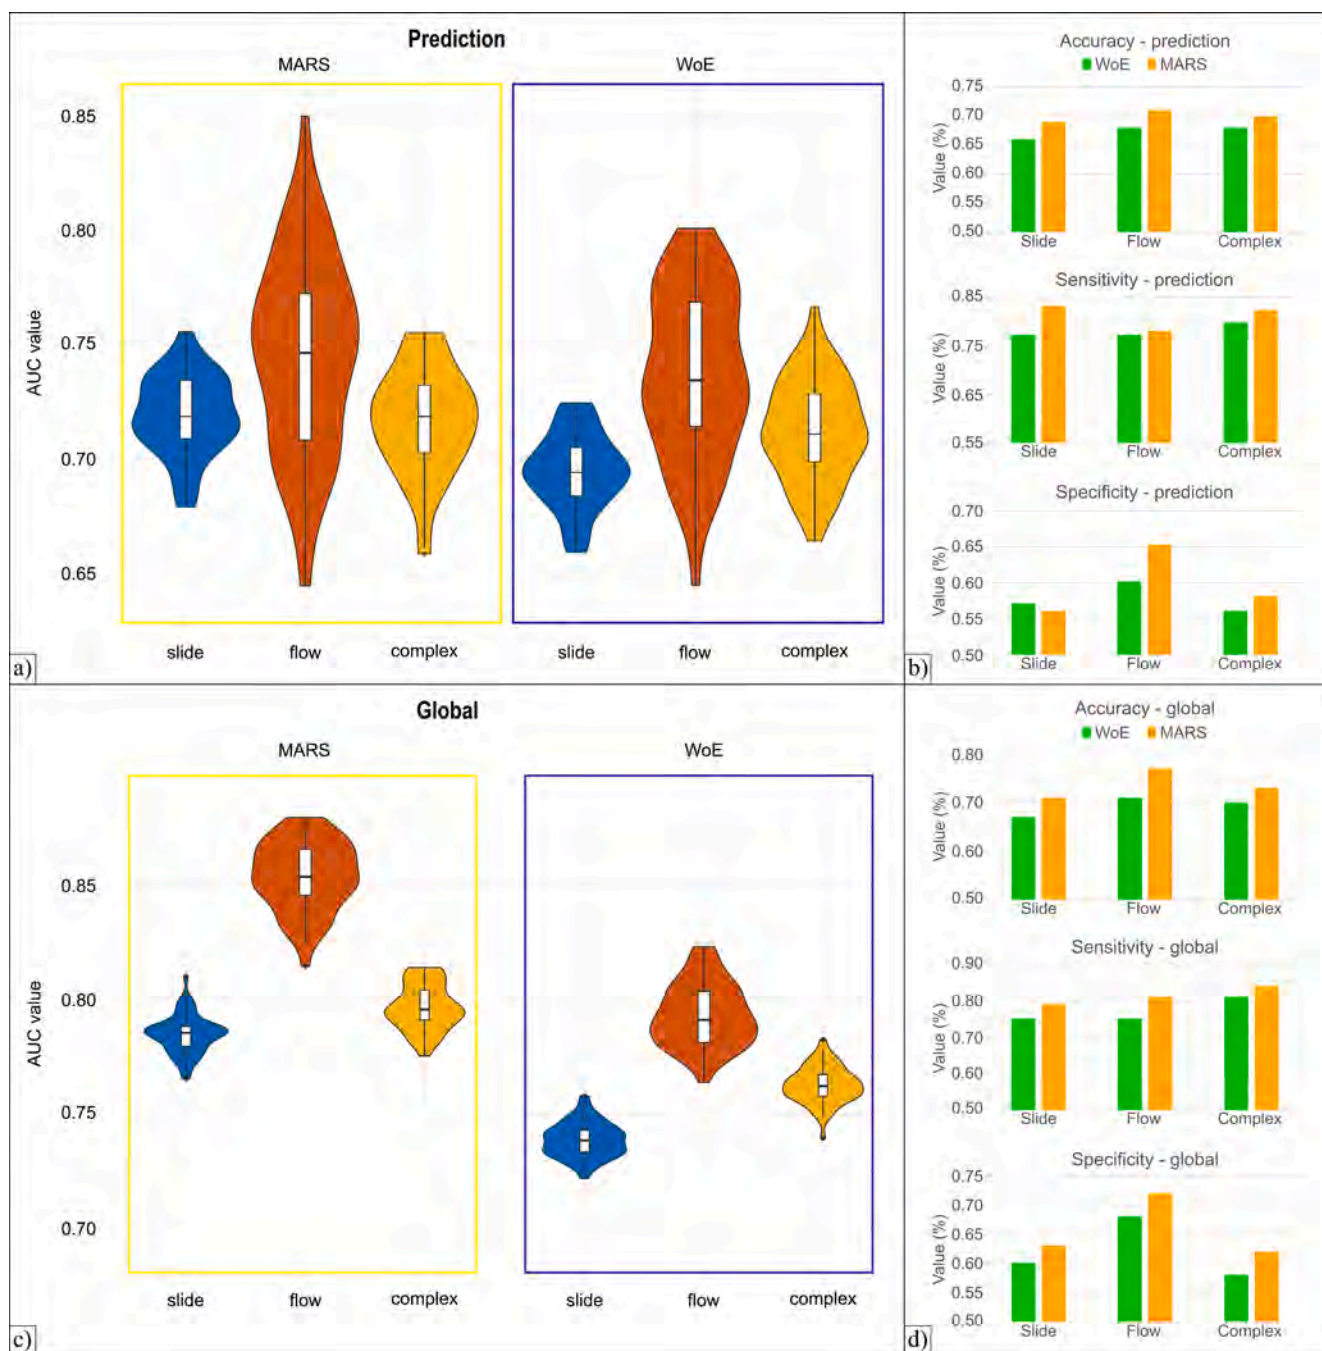 Prediction
MARS WoE
0.85
0.80
0.75
0.70
0.65
AUC value
slide flow complex slide flow complex
a)
Accuracy - prediction
WoE MARS
0.75
0.70
0.65
0.60
0.55
0.50
Value (%)
Slide Flow Complex
Sensitivity - prediction
0.85
0.75
0.65
0.55
Value (%)
Slide Flow Complex
Specificity - prediction
0.70
0.65
0.60
0.55
0.50
Value (%)
Slide Flow Complex
b)
Global
MARS WoE
0.85
0.80
0.75
0.70
AUC value
slide flow complex slide flow complex
c)
Accuracy - global
WoE MARS
0.80
0.70
0.60
0.50
Value (%)
Slide Flow Complex
Sensitivity - global
0.90
0.80
0.70
0.60
0.50
Value (%)
Slide Flow Complex
Specificity - global
0.75
0.70
0.65
0.60
0.55
0.50
Value (%)
Slide Flow Complex
d)